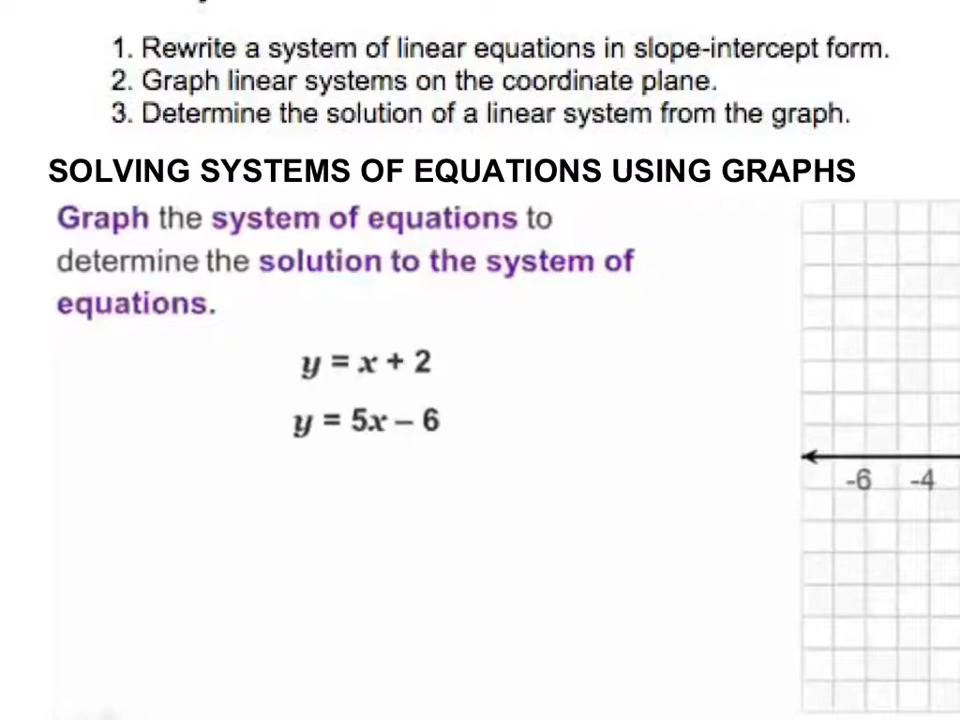 1. Rewrite a system of linear equations in slope-intercept form.
2. Graph linear systems on the coordinate plane.
3. Determine the solution of a linear system from the graph.
SOLVING SYSTEMS OF EQUATIONS USING GRAPHS
Graph the system of equations to
determine the solution to the system of
equations.
y = x + 2
y = 5x – 6
-6 -4